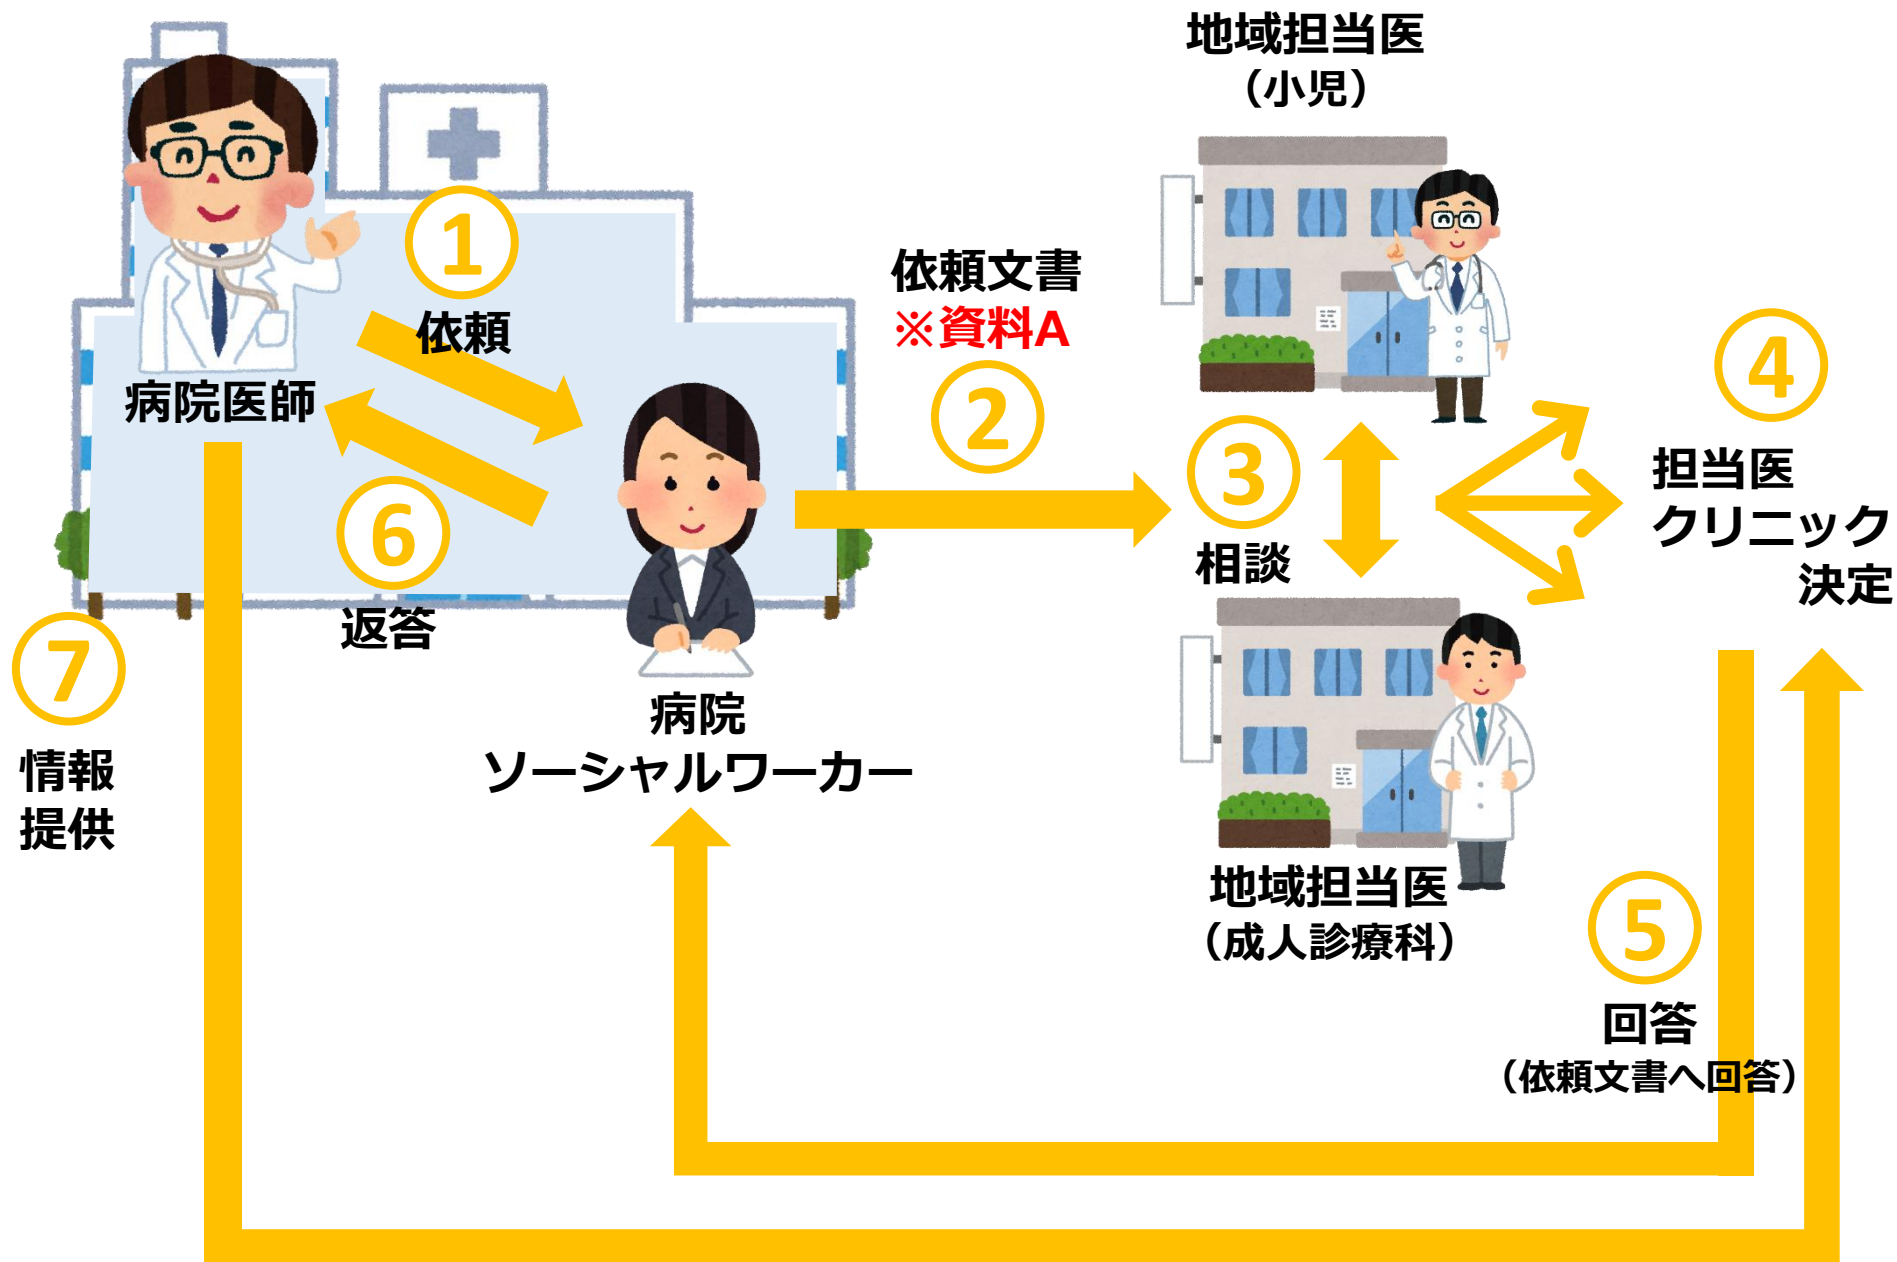 地域担当医
（小児）
①
依頼
病院医師
依頼文書
※資料A
②
③
相談
④
担当医
クリニック
決定
⑥
返答
⑦
情報
提供
病院
ソーシャルワーカー
地域担当医
（成人診療科）
⑤
回答
（依頼文書へ回答）